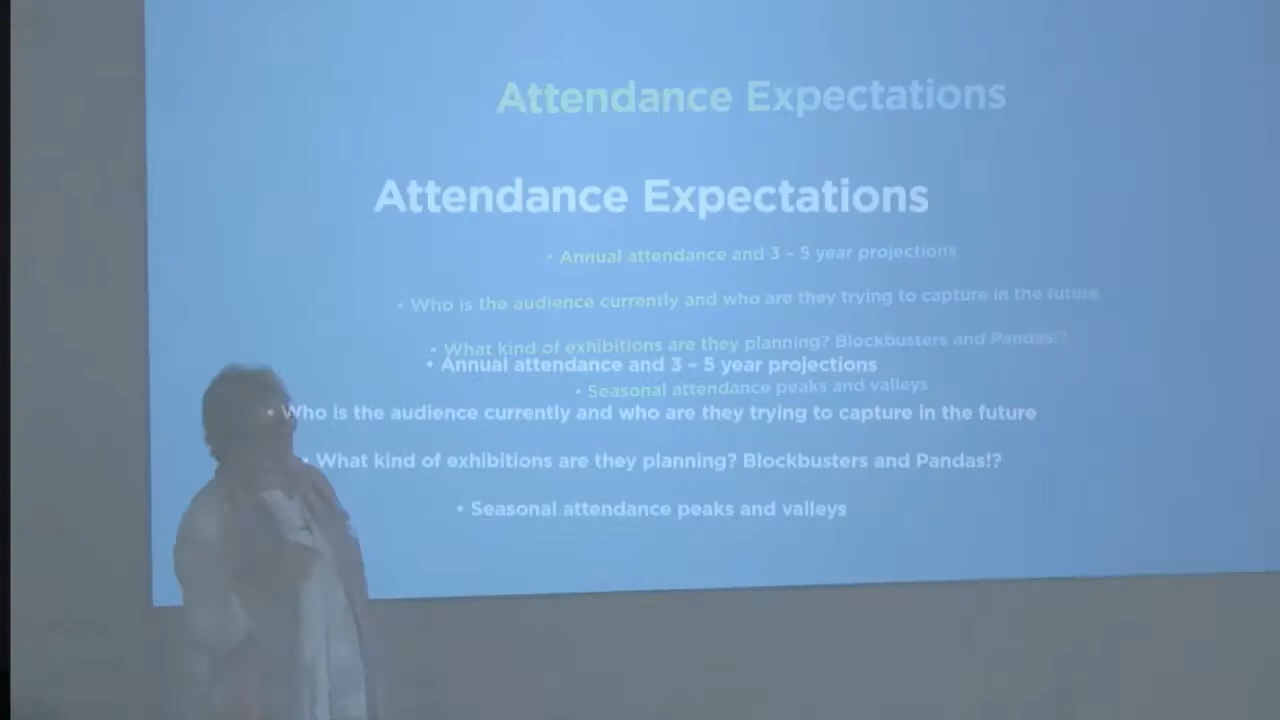 Attendance Expectations
Attendance Expectations
• Annual attendance and 3 – 5 year projections
• Who is the audience currently and who are they trying to capture in the future
• What kind of exhibitions are they planning? Blockbusters and Pandas!?
• Annual attendance and 3 – 5 year projections
• Seasonal attendance peaks and valleys
• Who is the audience currently and who are they trying to capture in the future
• What kind of exhibitions are they planning? Blockbusters and Pandas!?
• Seasonal attendance peaks and valleys